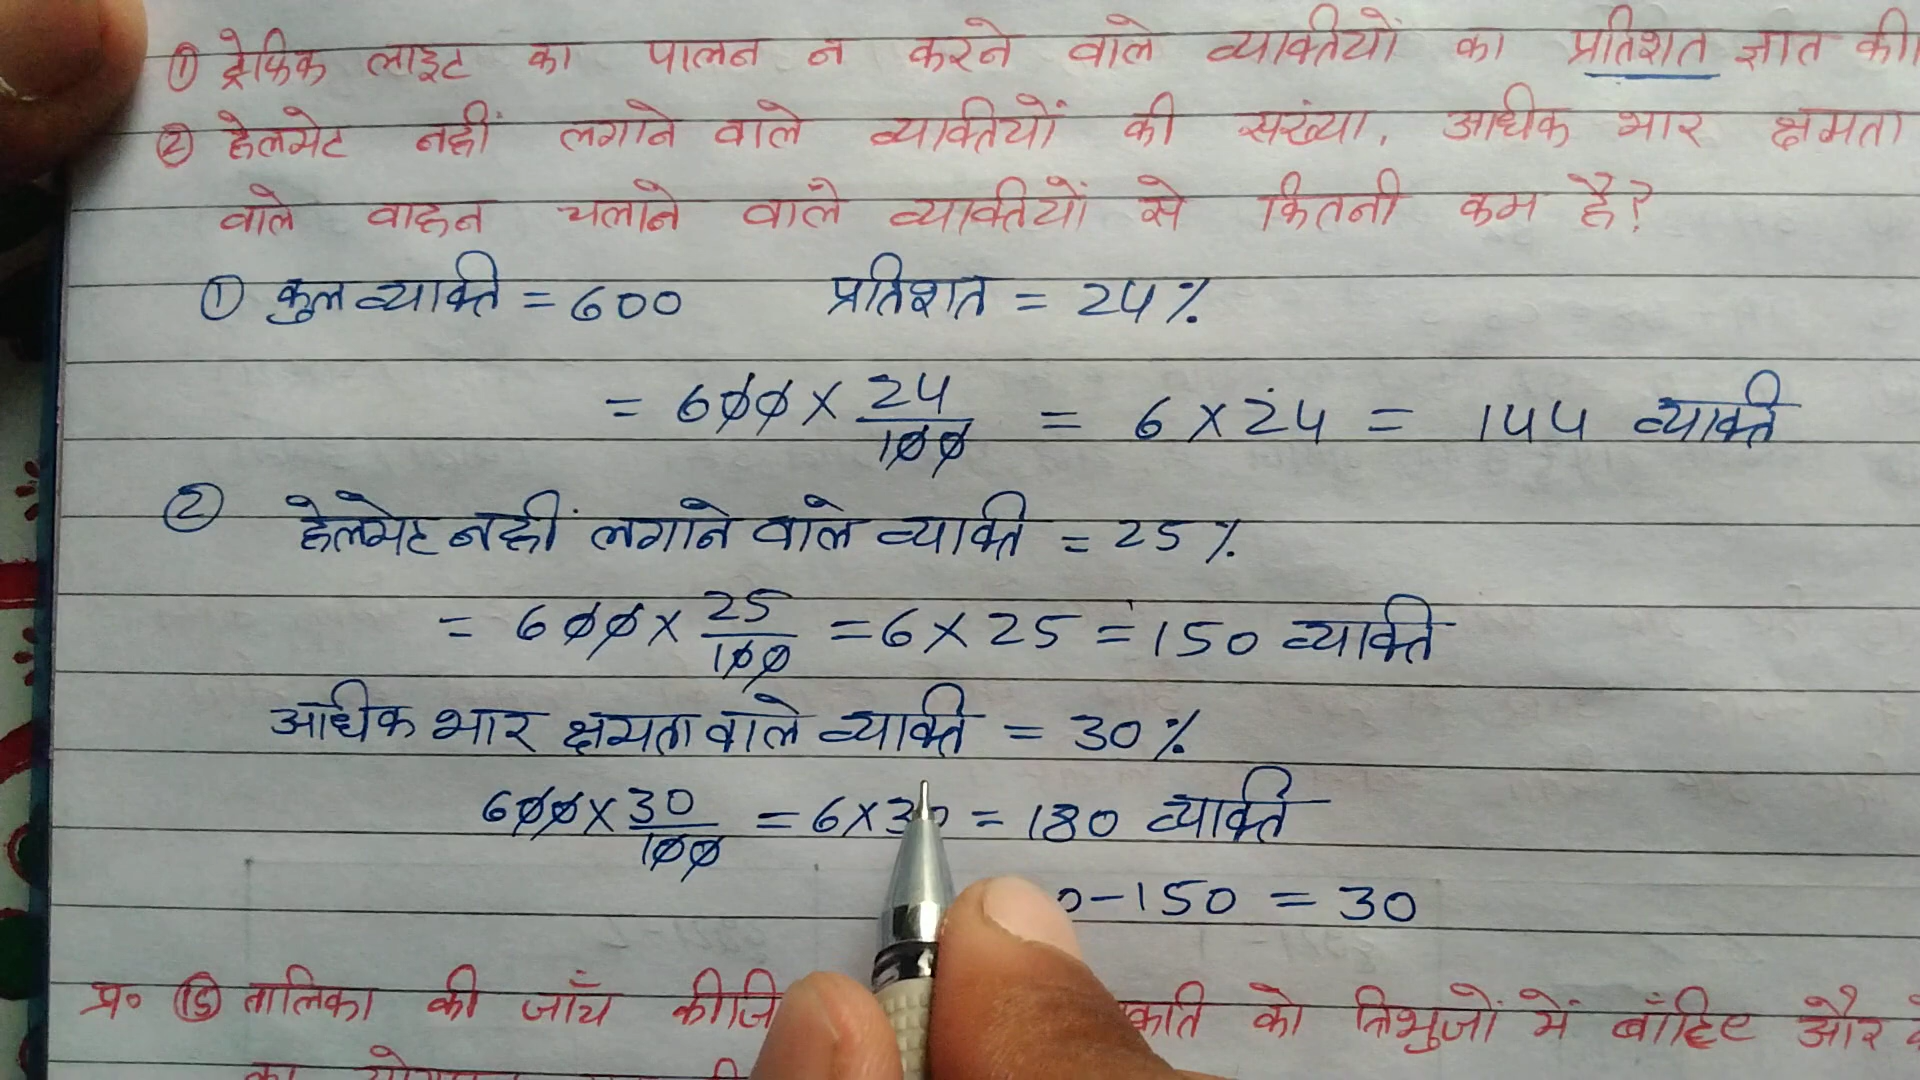 ① ट्रेफिक लाइट का पालन न करने वाले व्यक्तियों का प्रतिशत ज्ञात
② हेलमेट नहीं लगाने वाले व्यक्तियों की सख्ंया, अधिक भार क्षमता
वाले वाहन चलाने वाले व्यक्तियों से कितनी कम है?
① कुल व्यक्ति = 600 प्रतिशत = 24%
= 600 × 24/100 = 6 × 24 = 144 व्यक्ति
② हेलमेट नहीं लगाने वाले व्यक्ति = 25%
= 600 × 25/100 = 6 × 25 = 150 व्यक्ति
अधिक भार क्षमता वाले व्यक्ति = 30%
600 × 30/100 = 6 × 30 = 180 व्यक्ति
0 - 150 = 30
प्र॰ ⑮ तालिका की जाँच को त्रिभुजों में बाँटिए और